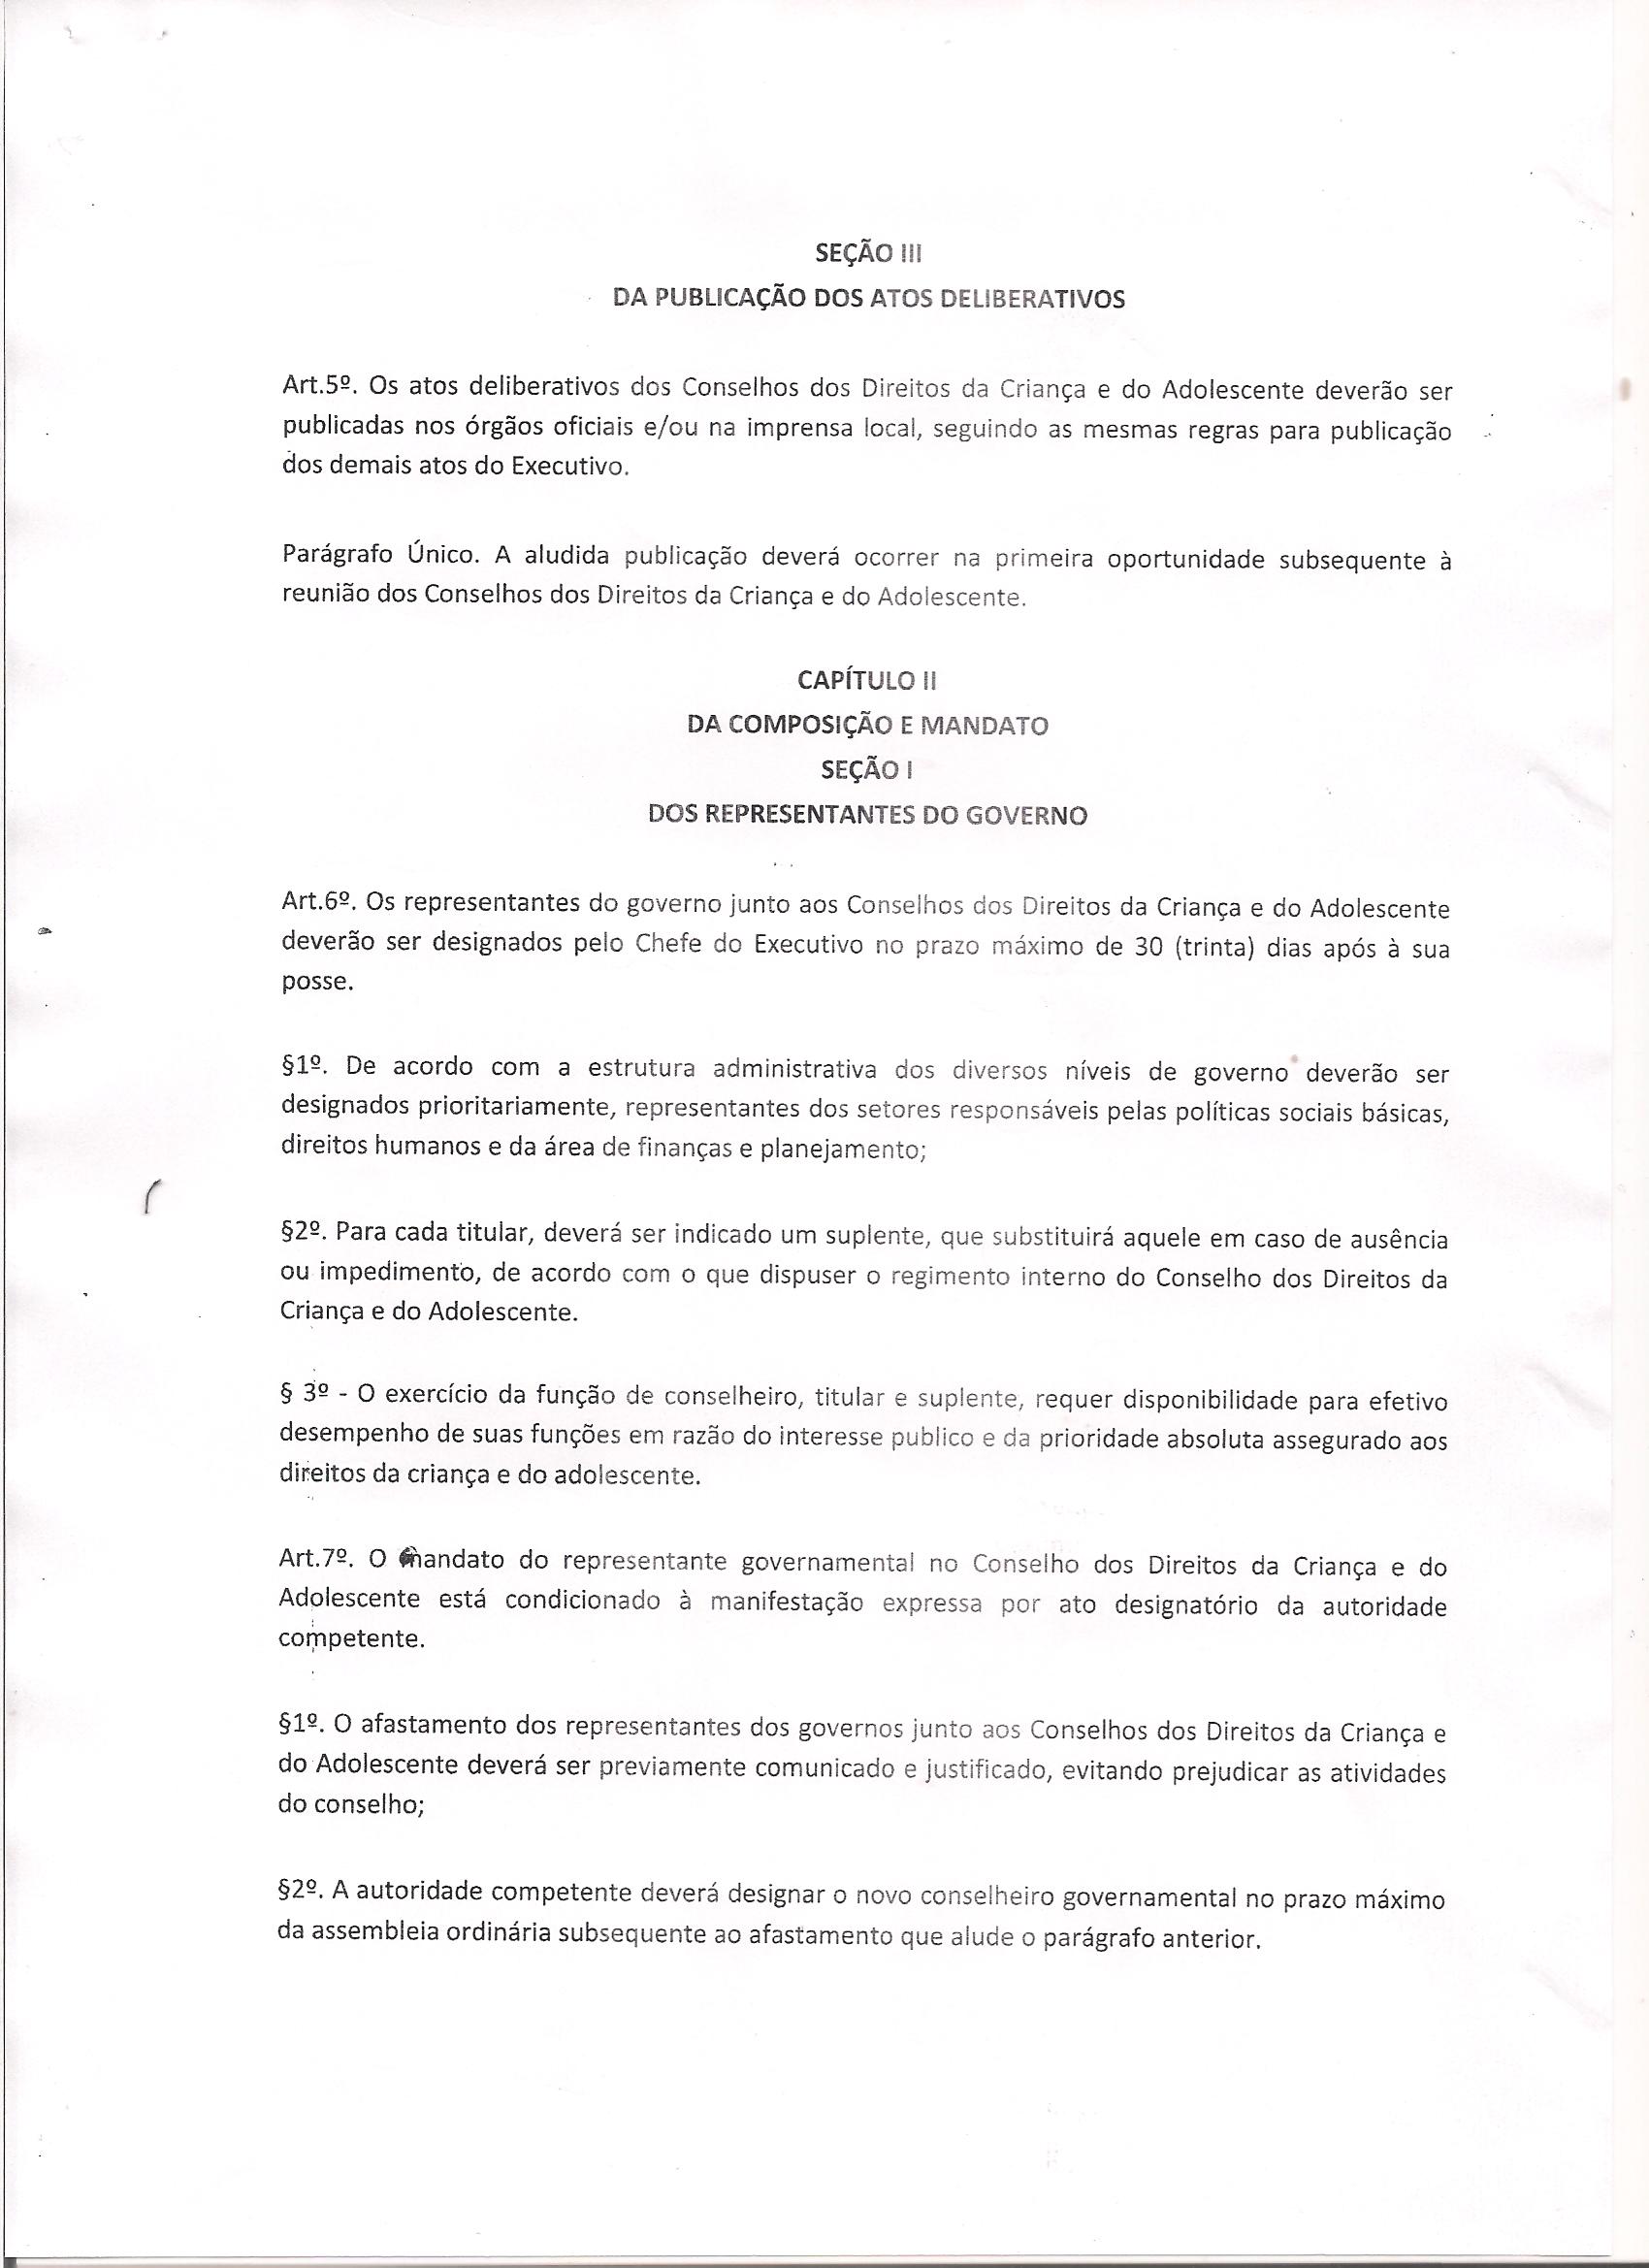 SEÇÃO III
DA PUBLICAÇÃO DOS ATOS DELIBERATIVOS
Art.5º. Os atos deliberativos dos Conselhos dos Direitos da Criança e do Adolescente deverão ser
publicadas nos órgãos oficiais e/ou na imprensa local, seguindo as mesmas regras para publicação
dos demais atos do Executivo.
Parágrafo Único. A aludida publicação deverá ocorrer na primeira oportunidade subsequente à
reunião dos Conselhos dos Direitos da Criança e do Adolescente.
CAPÍTULO II
DA COMPOSIÇÃO E MANDATO
SEÇÃO I
DOS REPRESENTANTES DO GOVERNO
Art.6º. Os representantes do governo junto aos Conselhos dos Direitos da Criança e do Adolescente
deverão ser designados pelo Chefe do Executivo no prazo máximo de 30 (trinta) dias após à sua
posse.
§1º. De acordo com a estrutura administrativa dos diversos níveis de governo deverão ser
designados prioritariamente, representantes dos setores responsáveis pelas políticas sociais básicas,
direitos humanos e da área de finanças e planejamento;
§2º. Para cada titular, deverá ser indicado um suplente, que substituirá aquele em caso de ausência
ou impedimento, de acordo com o que dispuser o regimento interno do Conselho dos Direitos da
Criança e do Adolescente.
§ 3º - O exercício da função de conselheiro, titular e suplente, requer disponibilidade para efetivo
desempenho de suas funções em razão do interesse publico e da prioridade absoluta assegurado aos
direitos da criança e do adolescente.
Art.7º. O mandato do representante governamental no Conselho dos Direitos da Criança e do
Adolescente está condicionado à manifestação expressa por ato designatório da autoridade
competente.
§1º. O afastamento dos representantes dos governos junto aos Conselhos dos Direitos da Criança e
do Adolescente deverá ser previamente comunicado e justificado, evitando prejudicar as atividades
do conselho;
§2º. A autoridade competente deverá designar o novo conselheiro governamental no prazo máximo
da assembleia ordinária subsequente ao afastamento que alude o parágrafo anterior.